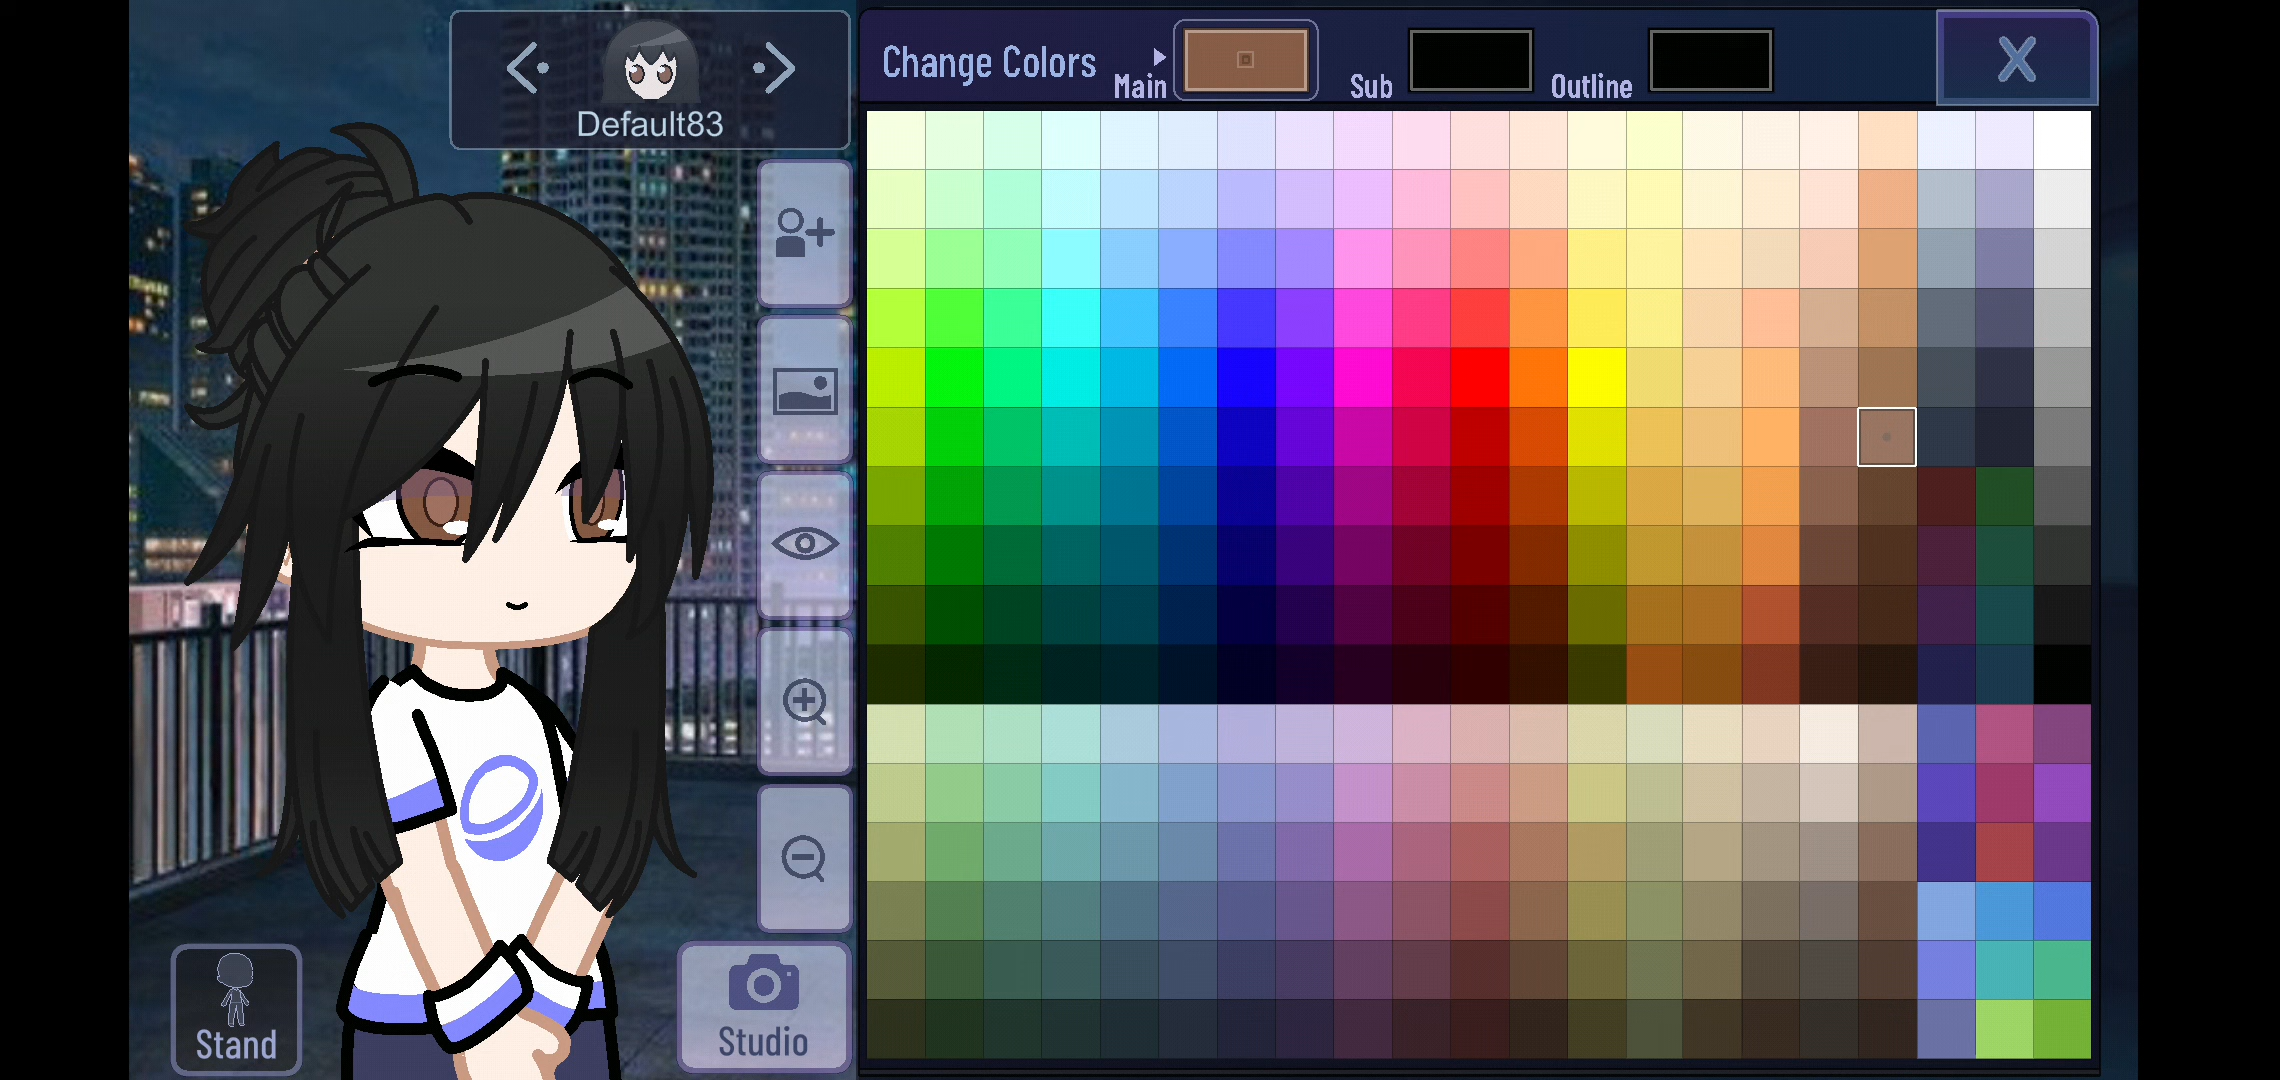 Default83
Change Colors
Main
Sub
Outline
X
Stand
Studio